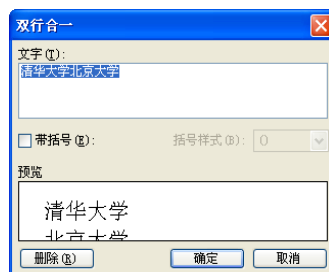 双行合一
文字(T):
清华大学北京大学
带括号(E):
括号样式(B): ()
预览
清华大学
北京大学
删除(R)
确定
取消